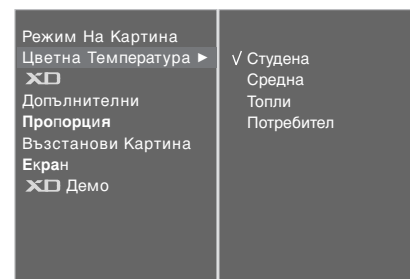 Режим На Картина
Цветна Температура ►
XD
Допълнителни
Пропорция
Възстанови Картина
Екран
XD Демо
√ Студена
Средна
Топли
Потребител